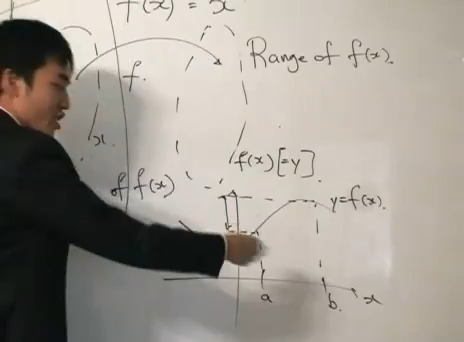 f(x) = x
Range of f(x).
f.
x.
f(x) [=y].
of f(x)
y=f(x).
a
b.
x